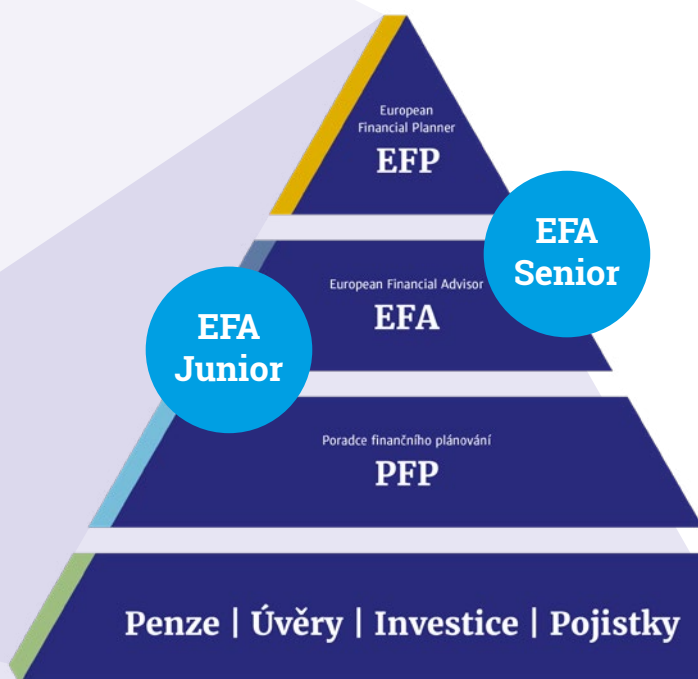 European
Financial Planner
EFP
EFA
Senior
European Financial Advisor
EFA
EFA
Junior
Poradce finančního plánování
PFP
Penze | Úvěry | Investice | Pojistky